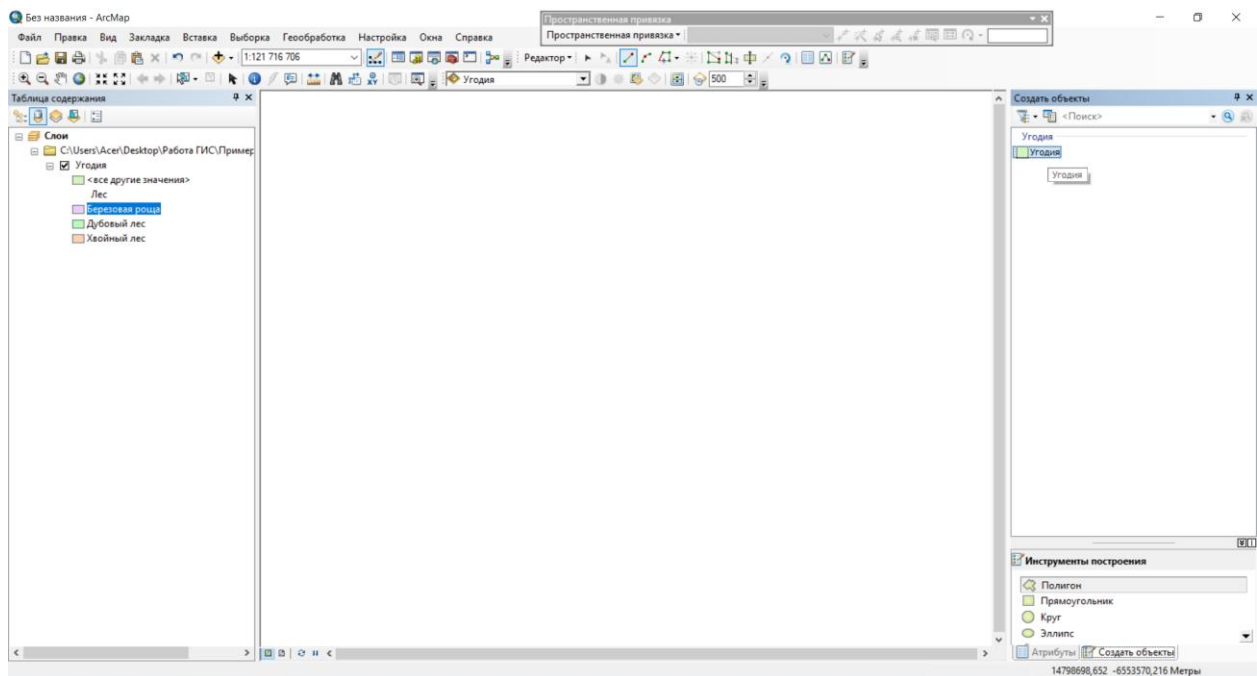 Без названия - ArcMap
Пространственная привязка
Файл Правка Вид Закладка Вставка Выборка Геообработка Настройка Окна Справка
Пространственная привязка
1:121 716 706
Редактор
Угодия
500
Таблица содержания
Слои
C:\Users\Acer\Desktop\Работа ГИС\Пример
Угодия
<все другие значения>
Лес
Березовая роща
Дубовый лес
Хвойный лес
Создать объекты
<Поиск>
Угодия
Угодия
Угодия
Инструменты построения
Полигон
Прямоугольник
Круг
Эллипс
Атрибуты Создать объекты
14798698,652 -6553570,216 Метры